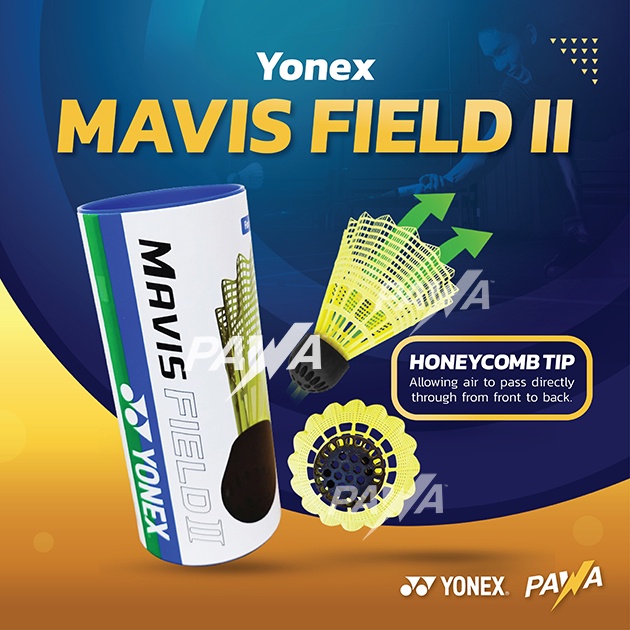 Yonex
MAVIS FIELD II
MAVIS FIELD II
YONEX
PAWA
PAWA
HONEYCOMB TIP
Allowing air to pass directly
through from front to back.
PAWA
YONEX
PAWA